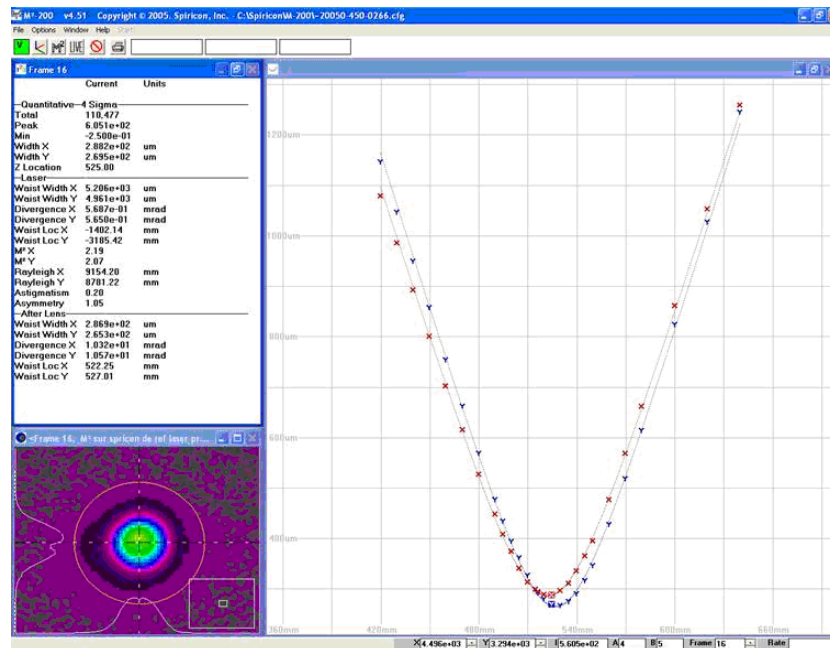 M²-200 v4.51 Copyright © 2005. Spiricon, Inc. - C:\Spiricon\M-200\~20050-450-0266.cfg
File Options Window Help Start!
V M² LIVE
Frame 16
Current Units
Quantitative-4 Sigma
Total 110,477
Peak 6.051e+02
Min -2.500e-01
Width X 2.882e+02 um
Width Y 2.695e+02 um
Z Location 525.00
Laser
Waist Width X 5.206e+03 um
Waist Width Y 4.961e+03 um
Divergence X 5.687e-01 mrad
Divergence Y 5.650e-01 mrad
Waist Loc X -1402.14 mm
Waist Loc Y -3185.42 mm
M² X 2.19
M² Y 2.07
Rayleigh X 9154.20 mm
Rayleigh Y 8781.22 mm
Astigmatism 0.20
Asymmetry 1.05
After Lens
Waist Width X 2.869e+02 um
Waist Width Y 2.653e+02 um
Divergence X 1.032e+01 mrad
Divergence Y 1.057e+01 mrad
Waist Loc X 522.25 mm
Waist Loc Y 527.01 mm
<Frame 16, M² sur spricon de ref laser pr...
1200um
1000um
800um
600um
400um
360mm 420mm 480mm 540mm 600mm 660mm
X 4.496e+03 Y 3.294e+03 I 5.605e+02 A 4 B 5 Frame 16 Rate